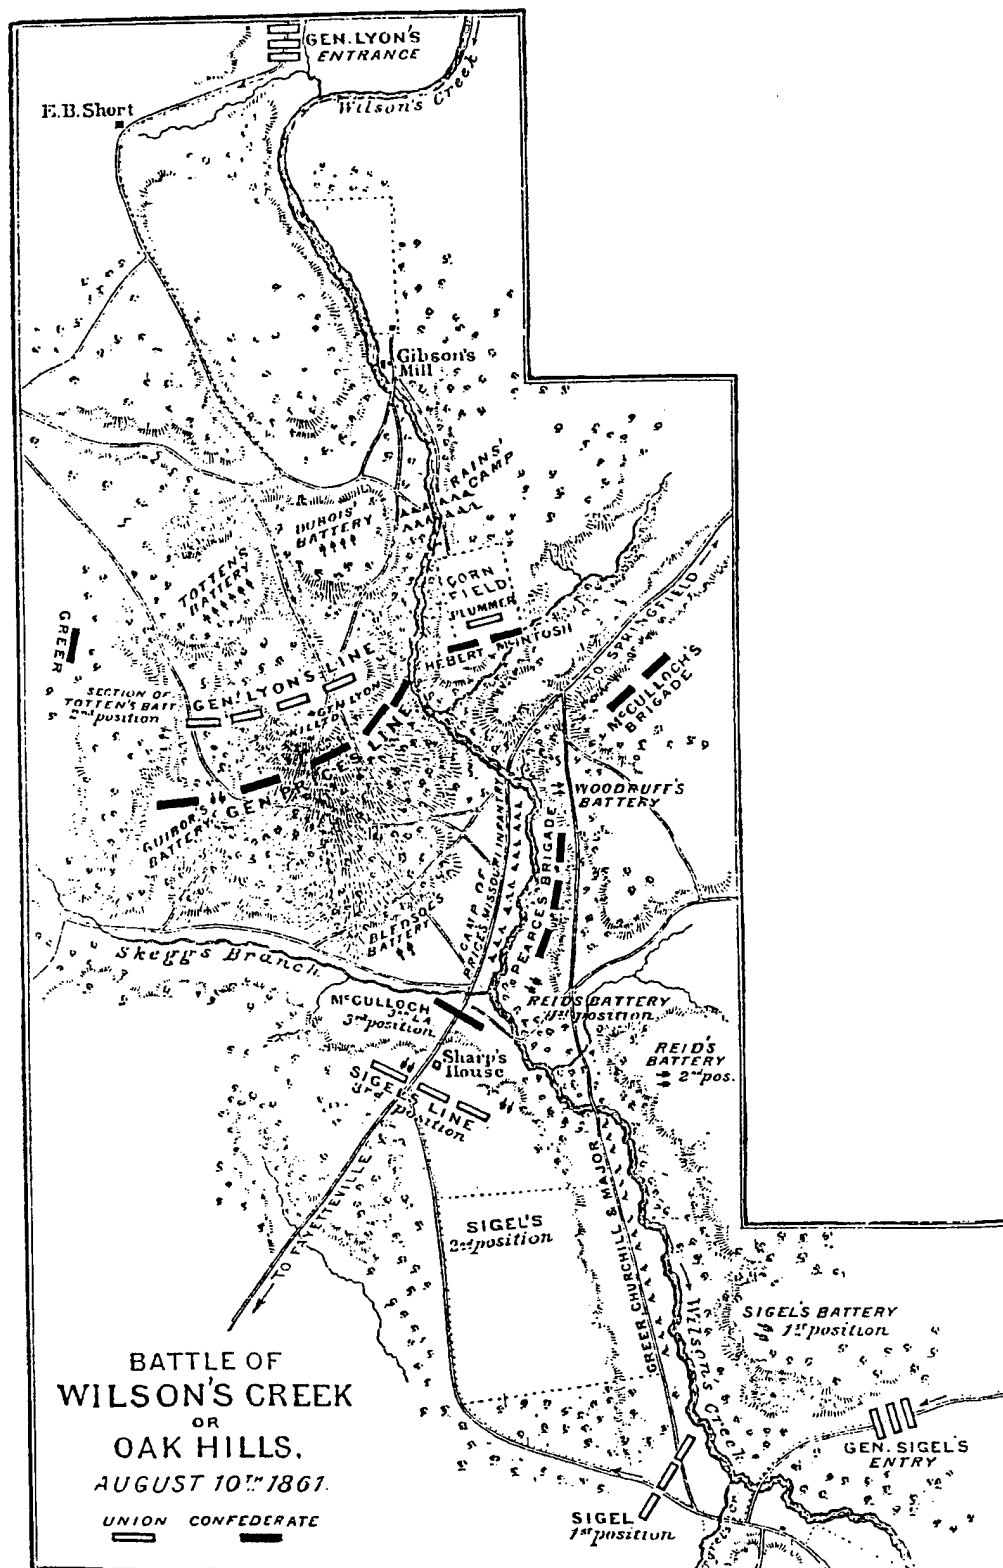 GEN. LYON'S
ENTRANCE
Wilson's Creek
E.B. Short
Gibson's
Mill
RAINS'
CAMP
DUBOIS'
BATTERY
TOTTEN'S
BATTERY
CORN
FIELD
PLUMMER
HEBERT McINTOSH
TO SPRINGFIELD
GREER
SECTION OF
TOTTEN'S BATT.
2nd position
GEN. LYON'S LINE
GEN. LYON
KILLED
GEN. PRICE'S LINE
GUIBOR'S
BATTERY
McCULLOCH'S
BRIGADE
WOODRUFF'S
BATTERY
CAMP OF
PRICE'S MISSOURI INFANTRY
PEARCE'S BRIGADE
BLEDSOE'S
BATTERY
Skeggs Branch
McCULLOCH
3rd LA
3rd position
REID'S BATTERY
1st position
REID'S
BATTERY
2nd pos.
Sharp's
House
SIGEL'S LINE
3rd position
TO FAYETTEVILLE
SIGEL'S
2nd position
GREER CHURCHILL & MAJOR
Wilson's Creek
SIGEL'S BATTERY
1st position
GEN. SIGEL'S
ENTRY
SIGEL
1st position
BATTLE OF
WILSON'S CREEK
OR
OAK HILLS.
AUGUST 10TH 1861.
UNION CONFEDERATE